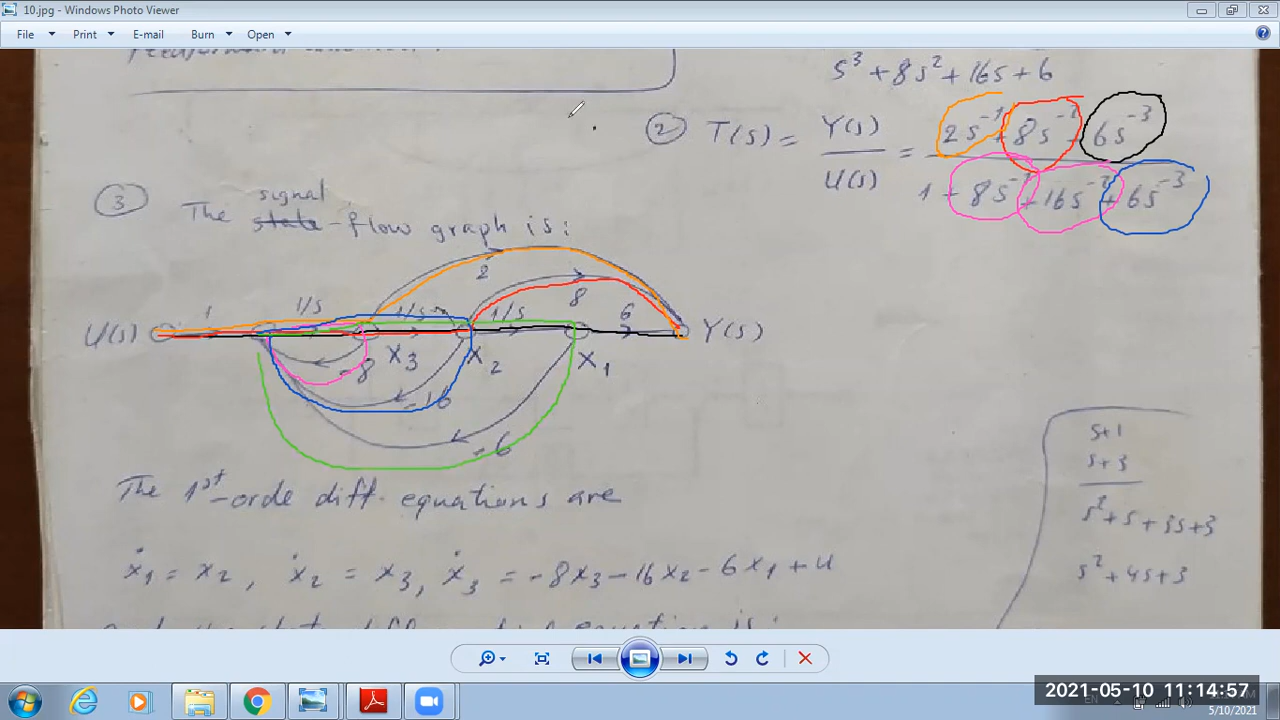 10.jpg - Windows Photo Viewer
File Print E-mail Burn Open
s³ + 8s² + 16s + 6
② T(s) = Y(s) / U(s) = 2s⁻¹ + 8s⁻² + 6s⁻³ / 1 + 8s⁻¹ + 16s⁻² + 6s⁻³
③ The signal
state-flow graph is:
2
8
1 1/s 1/s 1/s 6
U(s) Y(s)
X₃ X₂ X₁
-8
-16
-6
The 1st-orde diff. equations are
ẋ₁ = x₂, ẋ₂ = x₃, ẋ₃ = -8x₃ - 16x₂ - 6x₁ + u
s+1
s+3
s² + s + 3s + 3
s² + 4s + 3
2021-05-10 11:14:57
EN
5/10/2021